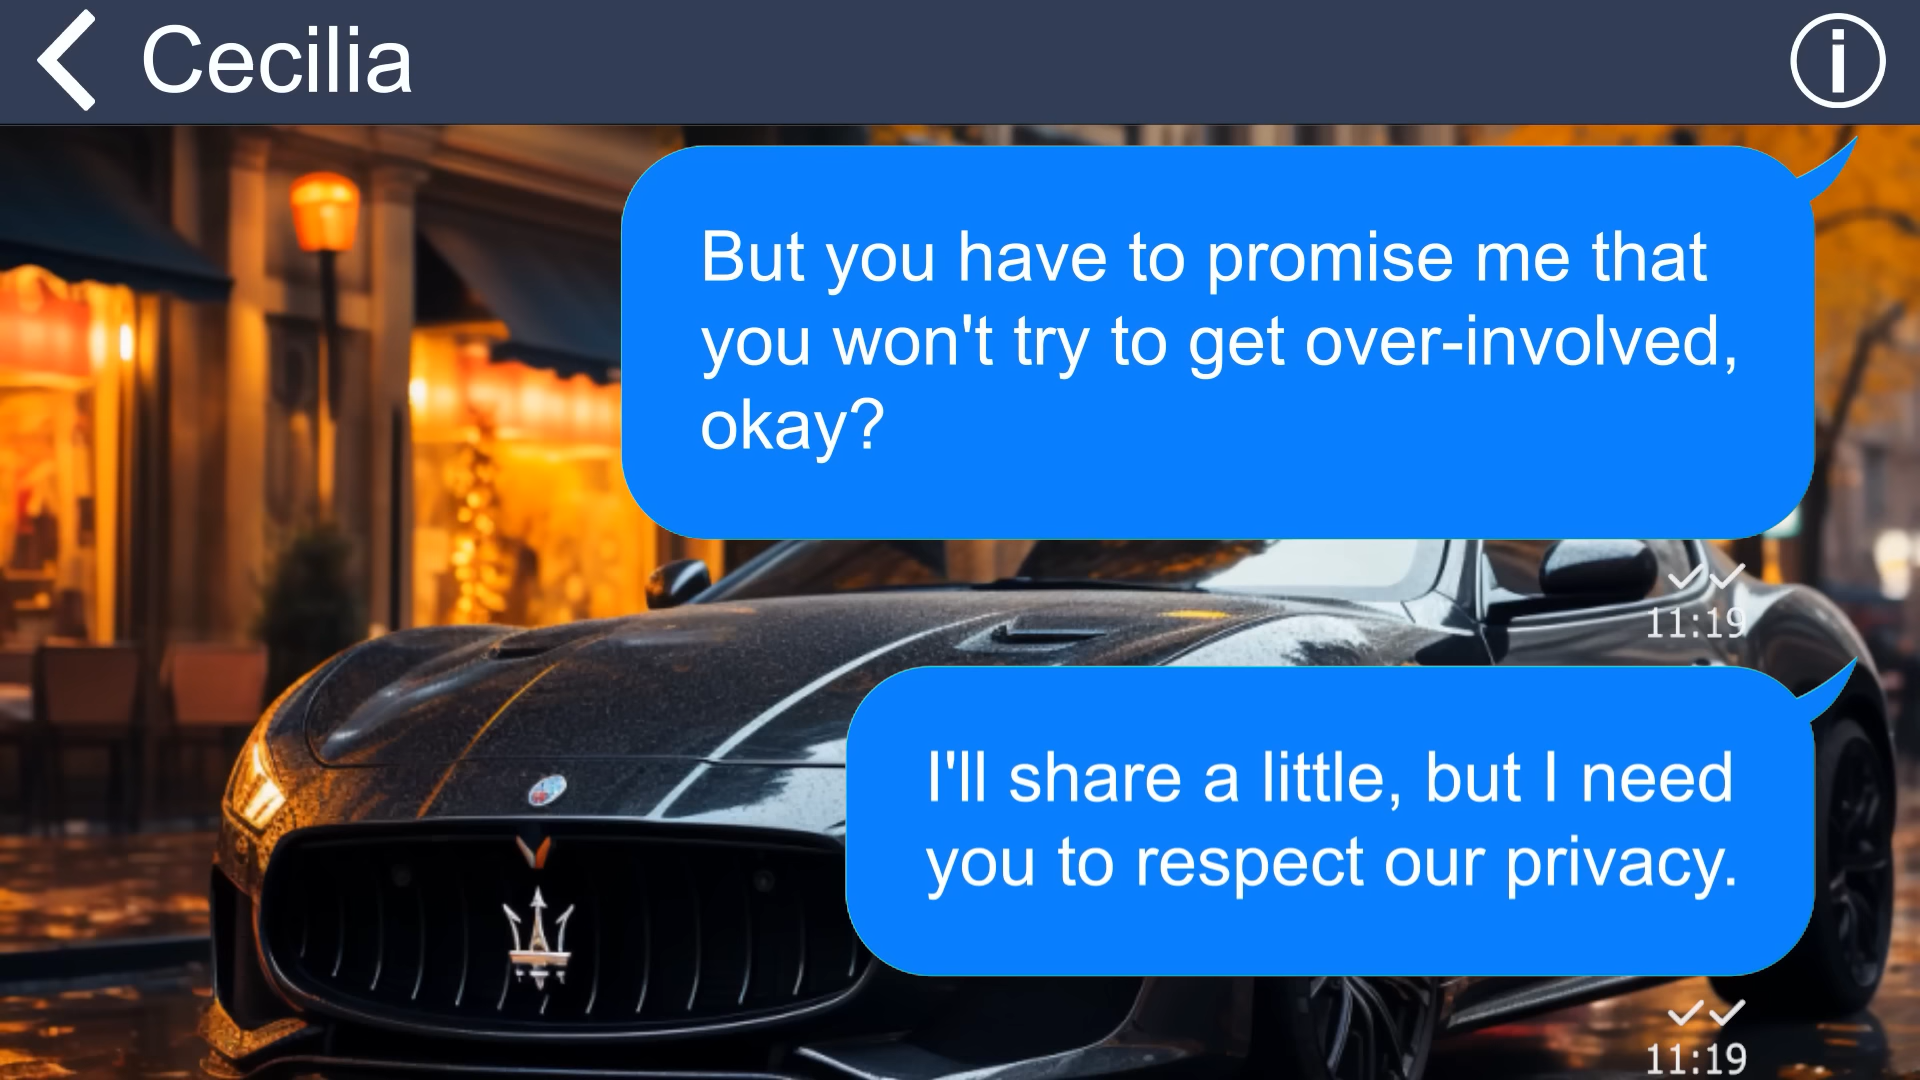 Cecilia
But you have to promise me that
you won't try to get over-involved,
okay?
11:19
I'll share a little, but I need
you to respect our privacy.
11:19